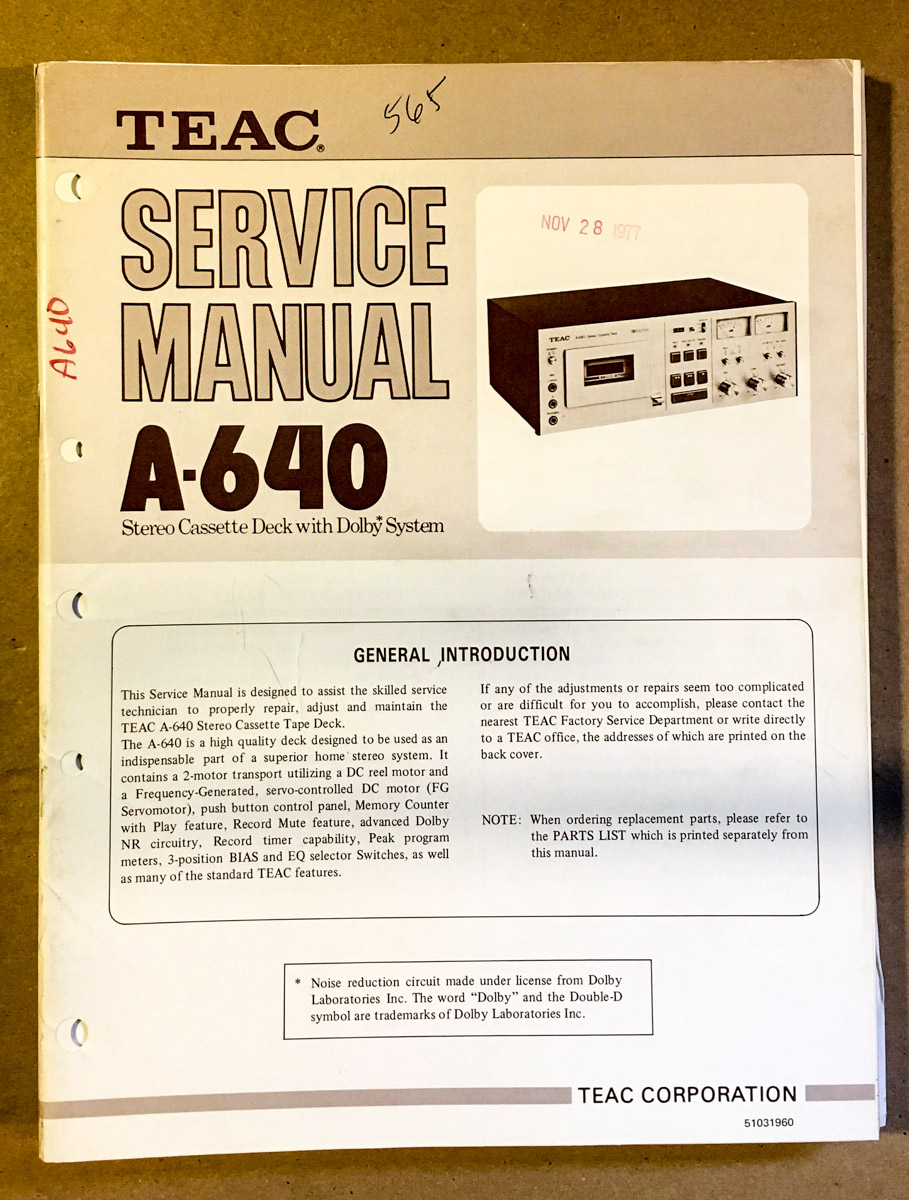 TEAC®
565
SERVICE
MANUAL
A-640
Stereo Cassette Deck with Dolby* System
A640
NOV 28 1977
TEAC
GENERAL INTRODUCTION
This Service Manual is designed to assist the skilled service
technician to properly repair, adjust and maintain the
TEAC A-640 Stereo Cassette Tape Deck.
The A-640 is a high quality deck designed to be used as an
indispensable part of a superior home stereo system. It
contains a 2-motor transport utilizing a DC reel motor and
a Frequency-Generated, servo-controlled DC motor (FG
Servomotor), push button control panel, Memory Counter
with Play feature, Record Mute feature, advanced Dolby
NR circuitry, Record timer capability, Peak program
meters, 3-position BIAS and EQ selector Switches, as well
as many of the standard TEAC features.
If any of the adjustments or repairs seem too complicated
or are difficult for you to accomplish, please contact the
nearest TEAC Factory Service Department or write directly
to a TEAC office, the addresses of which are printed on the
back cover.
NOTE: When ordering replacement parts, please refer to
the PARTS LIST which is printed separately from
this manual.
* Noise reduction circuit made under license from Dolby
Laboratories Inc. The word “Dolby” and the Double-D
symbol are trademarks of Dolby Laboratories Inc.
TEAC CORPORATION
51031960